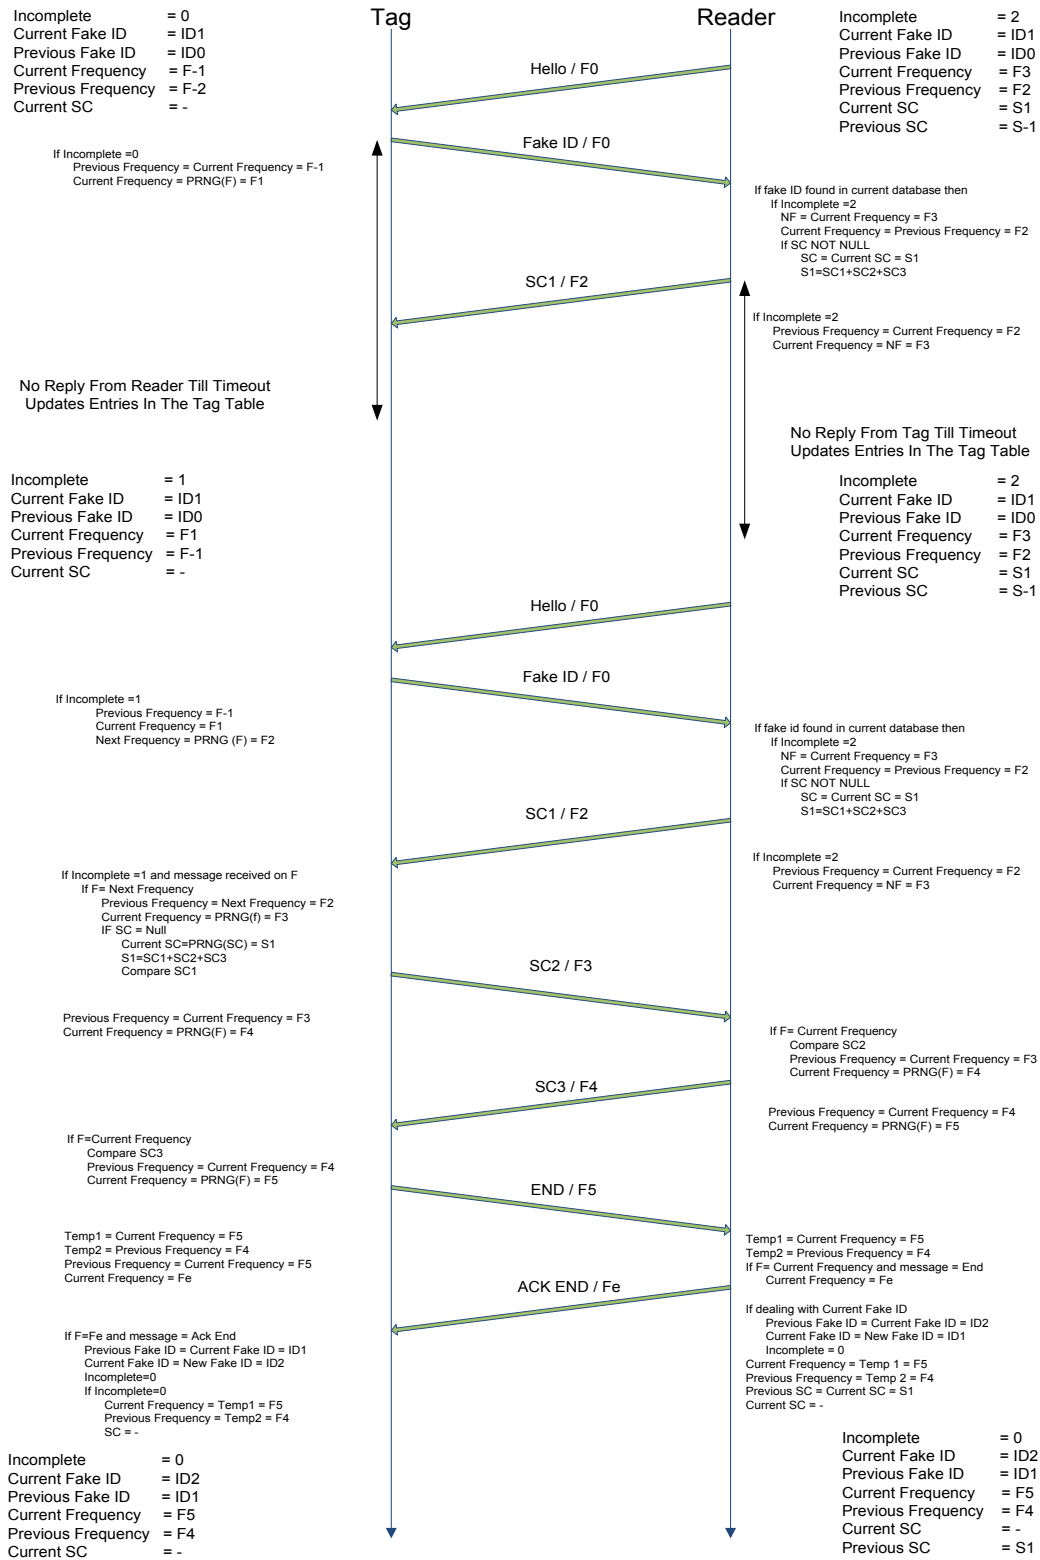 Tag
Reader
Incomplete = 0
Current Fake ID = ID1
Previous Fake ID = ID0
Current Frequency = F-1
Previous Frequency = F-2
Current SC = -
Incomplete = 2
Current Fake ID = ID1
Previous Fake ID = ID0
Current Frequency = F3
Previous Frequency = F2
Current SC = S1
Previous SC = S-1
Hello / F0
Fake ID / F0
If Incomplete =0
Previous Frequency = Current Frequency = F-1
Current Frequency = PRNG(F) = F1
If fake ID found in current database then
If Incomplete =2
NF = Current Frequency = F3
Current Frequency = Previous Frequency = F2
If SC NOT NULL
SC = Current SC = S1
S1=SC1+SC2+SC3
SC1 / F2
If Incomplete =2
Previous Frequency = Current Frequency = F2
Current Frequency = NF = F3
No Reply From Reader Till Timeout
Updates Entries In The Tag Table
No Reply From Tag Till Timeout
Updates Entries In The Tag Table
Incomplete = 1
Current Fake ID = ID1
Previous Fake ID = ID0
Current Frequency = F1
Previous Frequency = F-1
Current SC = -
Incomplete = 2
Current Fake ID = ID1
Previous Fake ID = ID0
Current Frequency = F3
Previous Frequency = F2
Current SC = S1
Previous SC = S-1
Hello / F0
Fake ID / F0
If Incomplete =1
Previous Frequency = F-1
Current Frequency = F1
Next Frequency = PRNG (F) = F2
If fake id found in current database then
If Incomplete =2
NF = Current Frequency = F3
Current Frequency = Previous Frequency = F2
If SC NOT NULL
SC = Current SC = S1
S1=SC1+SC2+SC3
SC1 / F2
If Incomplete =2
Previous Frequency = Current Frequency = F2
Current Frequency = NF = F3
If Incomplete =1 and message received on F
If F= Next Frequency
Previous Frequency = Next Frequency = F2
Current Frequency = PRNG(f) = F3
IF SC = Null
Current SC=PRNG(SC) = S1
S1=SC1+SC2+SC3
Compare SC1
SC2 / F3
Previous Frequency = Current Frequency = F3
Current Frequency = PRNG(F) = F4
If F= Current Frequency
Compare SC2
Previous Frequency = Current Frequency = F3
Current Frequency = PRNG(F) = F4
SC3 / F4
Previous Frequency = Current Frequency = F4
Current Frequency = PRNG(F) = F5
If F=Current Frequency
Compare SC3
Previous Frequency = Current Frequency = F4
Current Frequency = PRNG(F) = F5
END / F5
Temp1 = Current Frequency = F5
Temp2 = Previous Frequency = F4
Previous Frequency = Current Frequency = F5
Current Frequency = Fe
Temp1 = Current Frequency = F5
Temp2 = Previous Frequency = F4
If F= Current Frequency and message = End
Current Frequency = Fe
ACK END / Fe
If dealing with Current Fake ID
Previous Fake ID = Current Fake ID = ID2
Current Fake ID = New Fake ID = ID1
Incomplete = 0
Current Frequency = Temp 1 = F5
Previous Frequency = Temp 2 = F4
Previous SC = Current SC = S1
Current SC = -
If F=Fe and message = Ack End
Previous Fake ID = Current Fake ID = ID1
Current Fake ID = New Fake ID = ID2
Incomplete=0
If Incomplete=0
Current Frequency = Temp1 = F5
Previous Frequency = Temp2 = F4
SC = -
Incomplete = 0
Current Fake ID = ID2
Previous Fake ID = ID1
Current Frequency = F5
Previous Frequency = F4
Current SC = -
Incomplete = 0
Current Fake ID = ID2
Previous Fake ID = ID1
Current Frequency = F5
Previous Frequency = F4
Current SC = -
Previous SC = S1